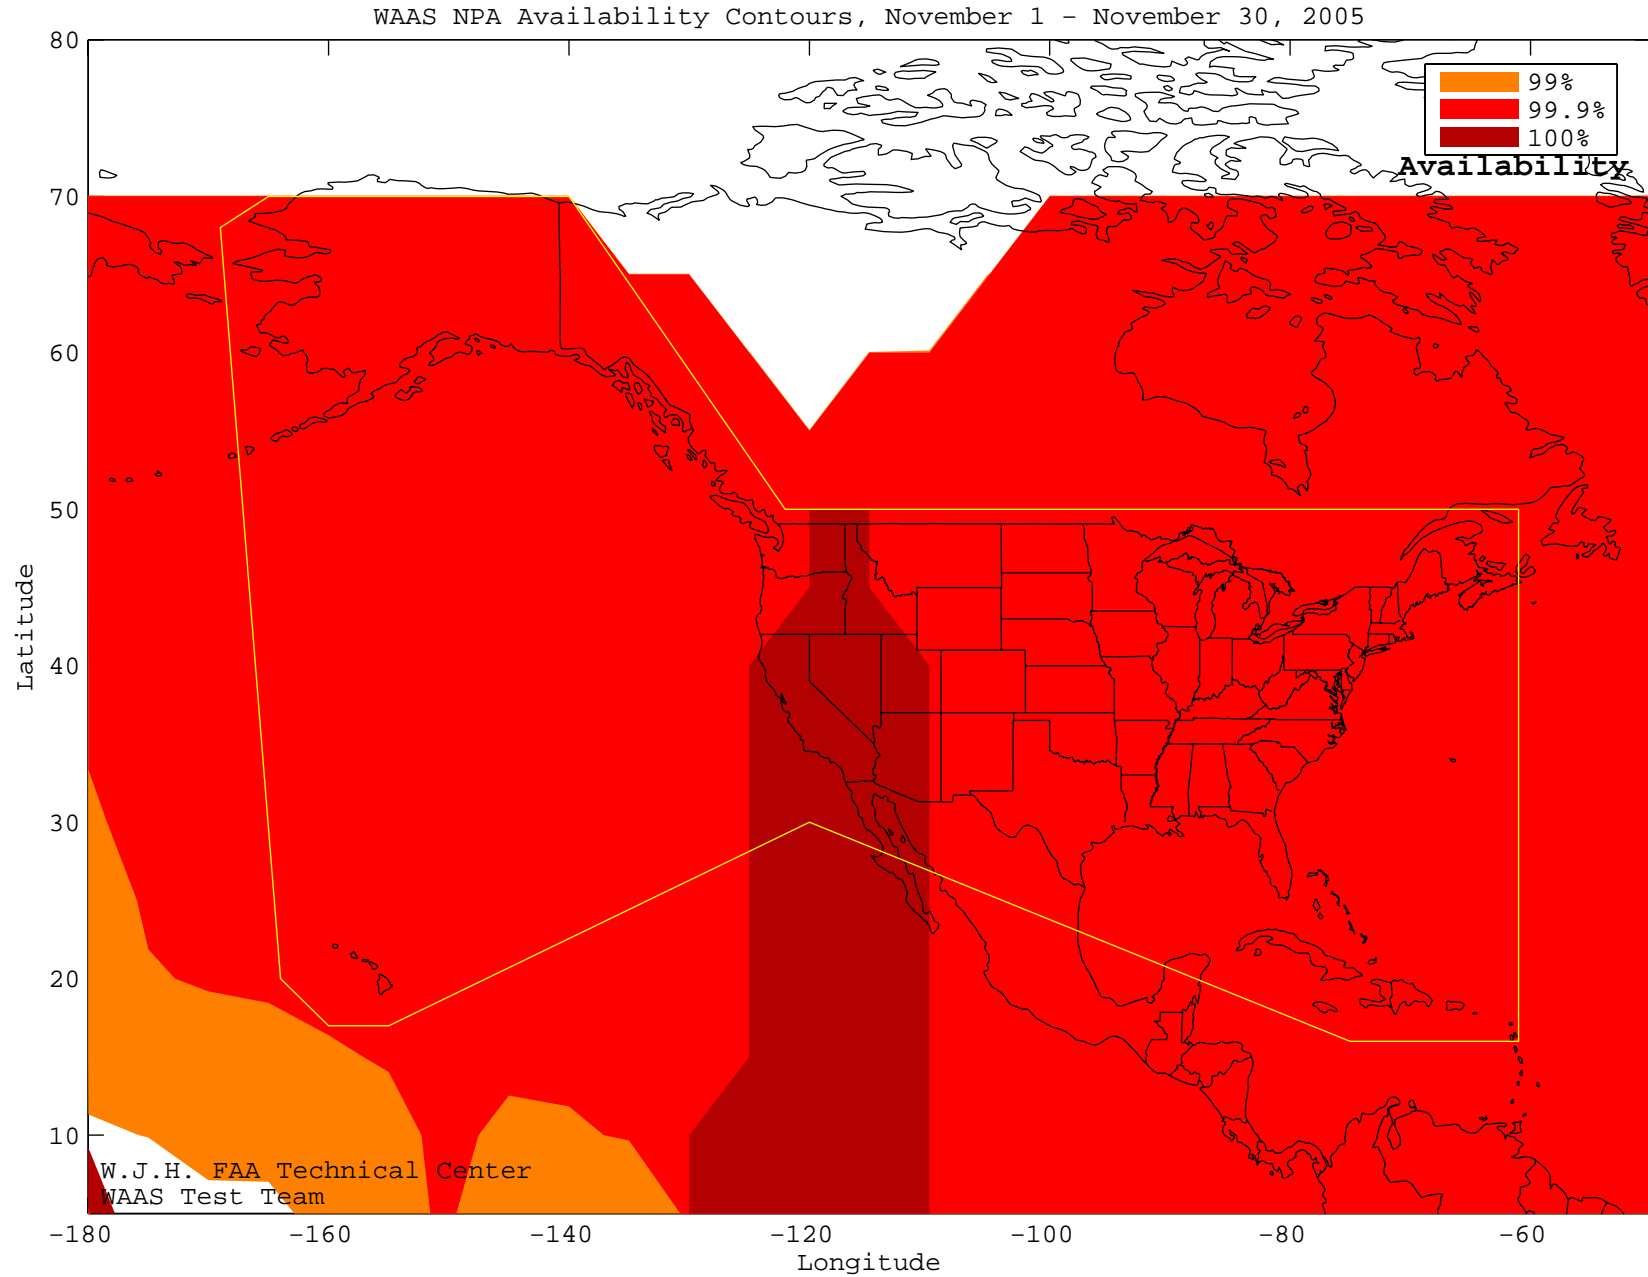 WAAS NPA Availability Contours, November 1 – November 30, 2005
80
70
60
50
40
30
20
10
Latitude
99%
99.9%
100%
Availability
W.J.H. FAA Technical Center
WAAS Test Team
−180 −160 −140 −120 −100 −80 −60
Longitude